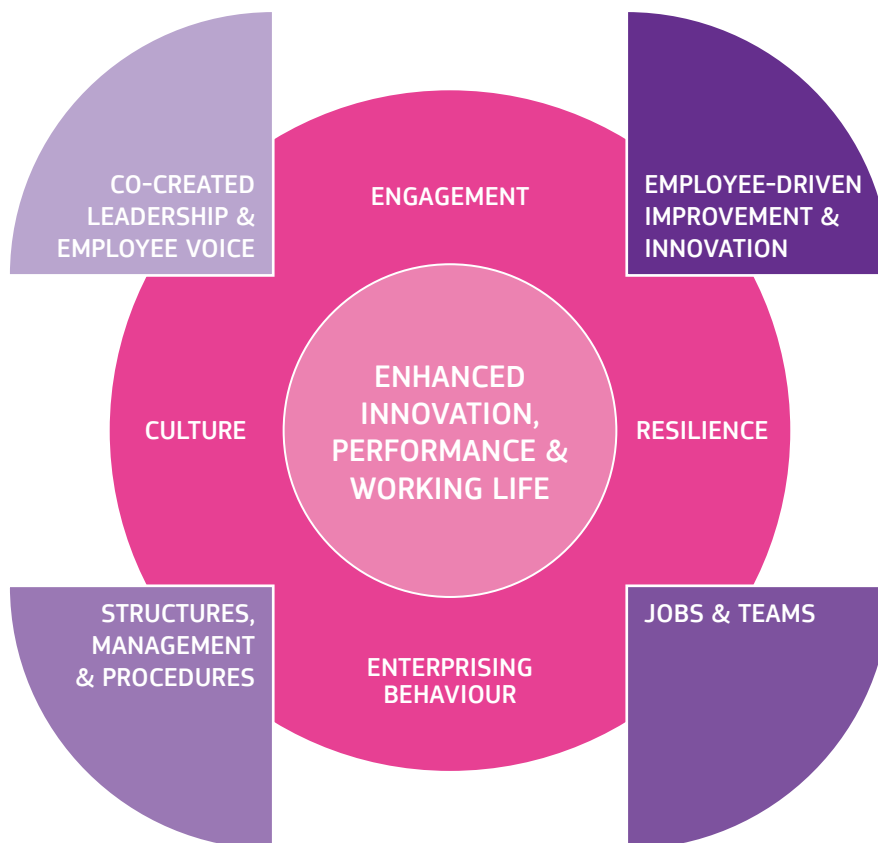 CO-CREATED
LEADERSHIP &
EMPLOYEE VOICE
ENGAGEMENT
EMPLOYEE-DRIVEN
IMPROVEMENT &
INNOVATION
CULTURE
ENHANCED
INNOVATION,
PERFORMANCE &
WORKING LIFE
RESILIENCE
STRUCTURES,
MANAGEMENT
& PROCEDURES
ENTERPRISING
BEHAVIOUR
JOBS & TEAMS